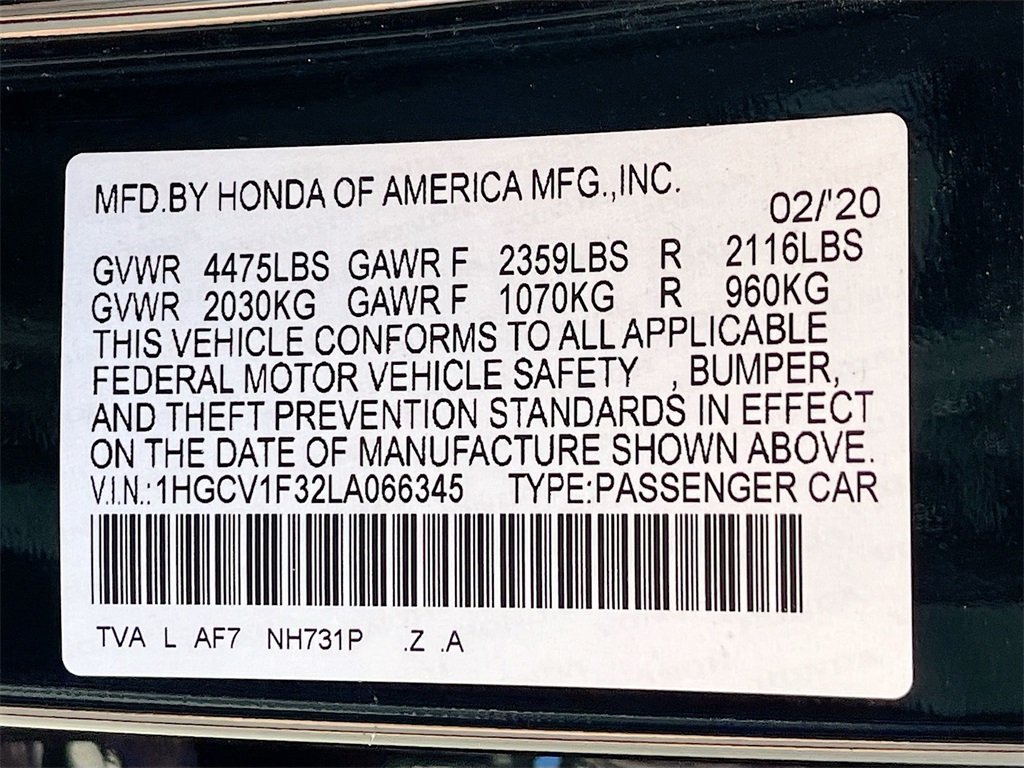 MFD.BY HONDA OF AMERICA MFG.,INC.
02/'20
GVWR 4475LBS GAWR F 2359LBS R 2116LBS
GVWR 2030KG GAWR F 1070KG R 960KG
THIS VEHICLE CONFORMS TO ALL APPLICABLE
FEDERAL MOTOR VEHICLE SAFETY , BUMPER,
AND THEFT PREVENTION STANDARDS IN EFFECT
ON THE DATE OF MANUFACTURE SHOWN ABOVE.
V.I.N.:1HGCV1F32LA066345 TYPE:PASSENGER CAR
TVA L AF7 NH731P .Z .A